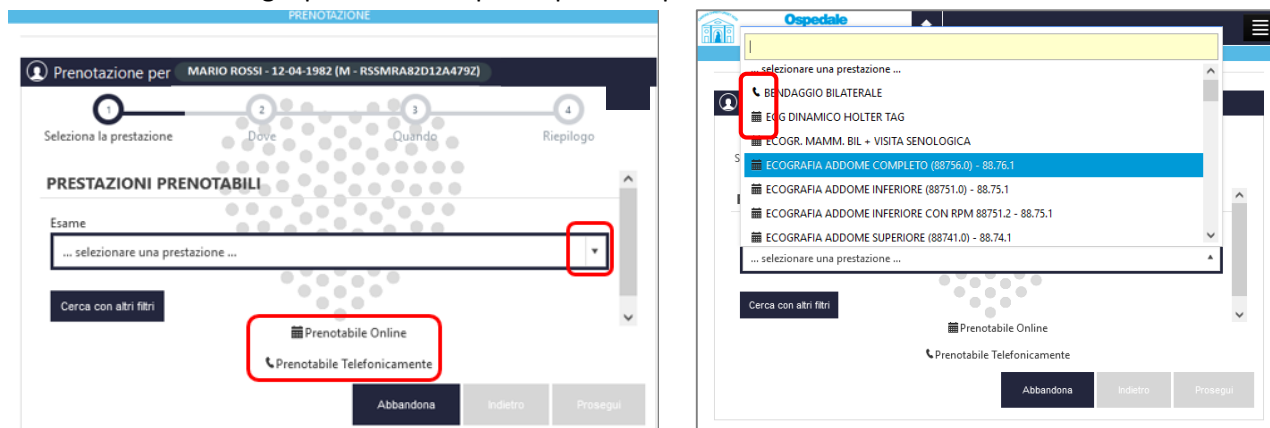 PRENOTAZIONE
Prenotazione per MARIO ROSSI - 12-04-1982 (M - RSSMRA82D12A479Z)
1
2
3
4
Seleziona la prestazione
Dove
Quando
Riepilogo
PRESTAZIONI PRENOTABILI
Esame
... selezionare una prestazione ...
Cerca con altri filtri
Prenotabile Online
Prenotabile Telefonicamente
Abbandona
Indietro
Prosegui
Ospedale
... selezionare una prestazione ...
BENDAGGIO BILATERALE
ECG DINAMICO HOLTER TAG
ECOGR. MAMM. BIL + VISITA SENOLOGICA
ECOGRAFIA ADDOME COMPLETO (88756.0) - 88.76.1
ECOGRAFIA ADDOME INFERIORE (88751.0) - 88.75.1
ECOGRAFIA ADDOME INFERIORE CON RPM 88751.2 - 88.75.1
ECOGRAFIA ADDOME SUPERIORE (88741.0) - 88.74.1
... selezionare una prestazione ...
Cerca con altri filtri
Prenotabile Online
Prenotabile Telefonicamente
Abbandona
Indietro
Prosegui